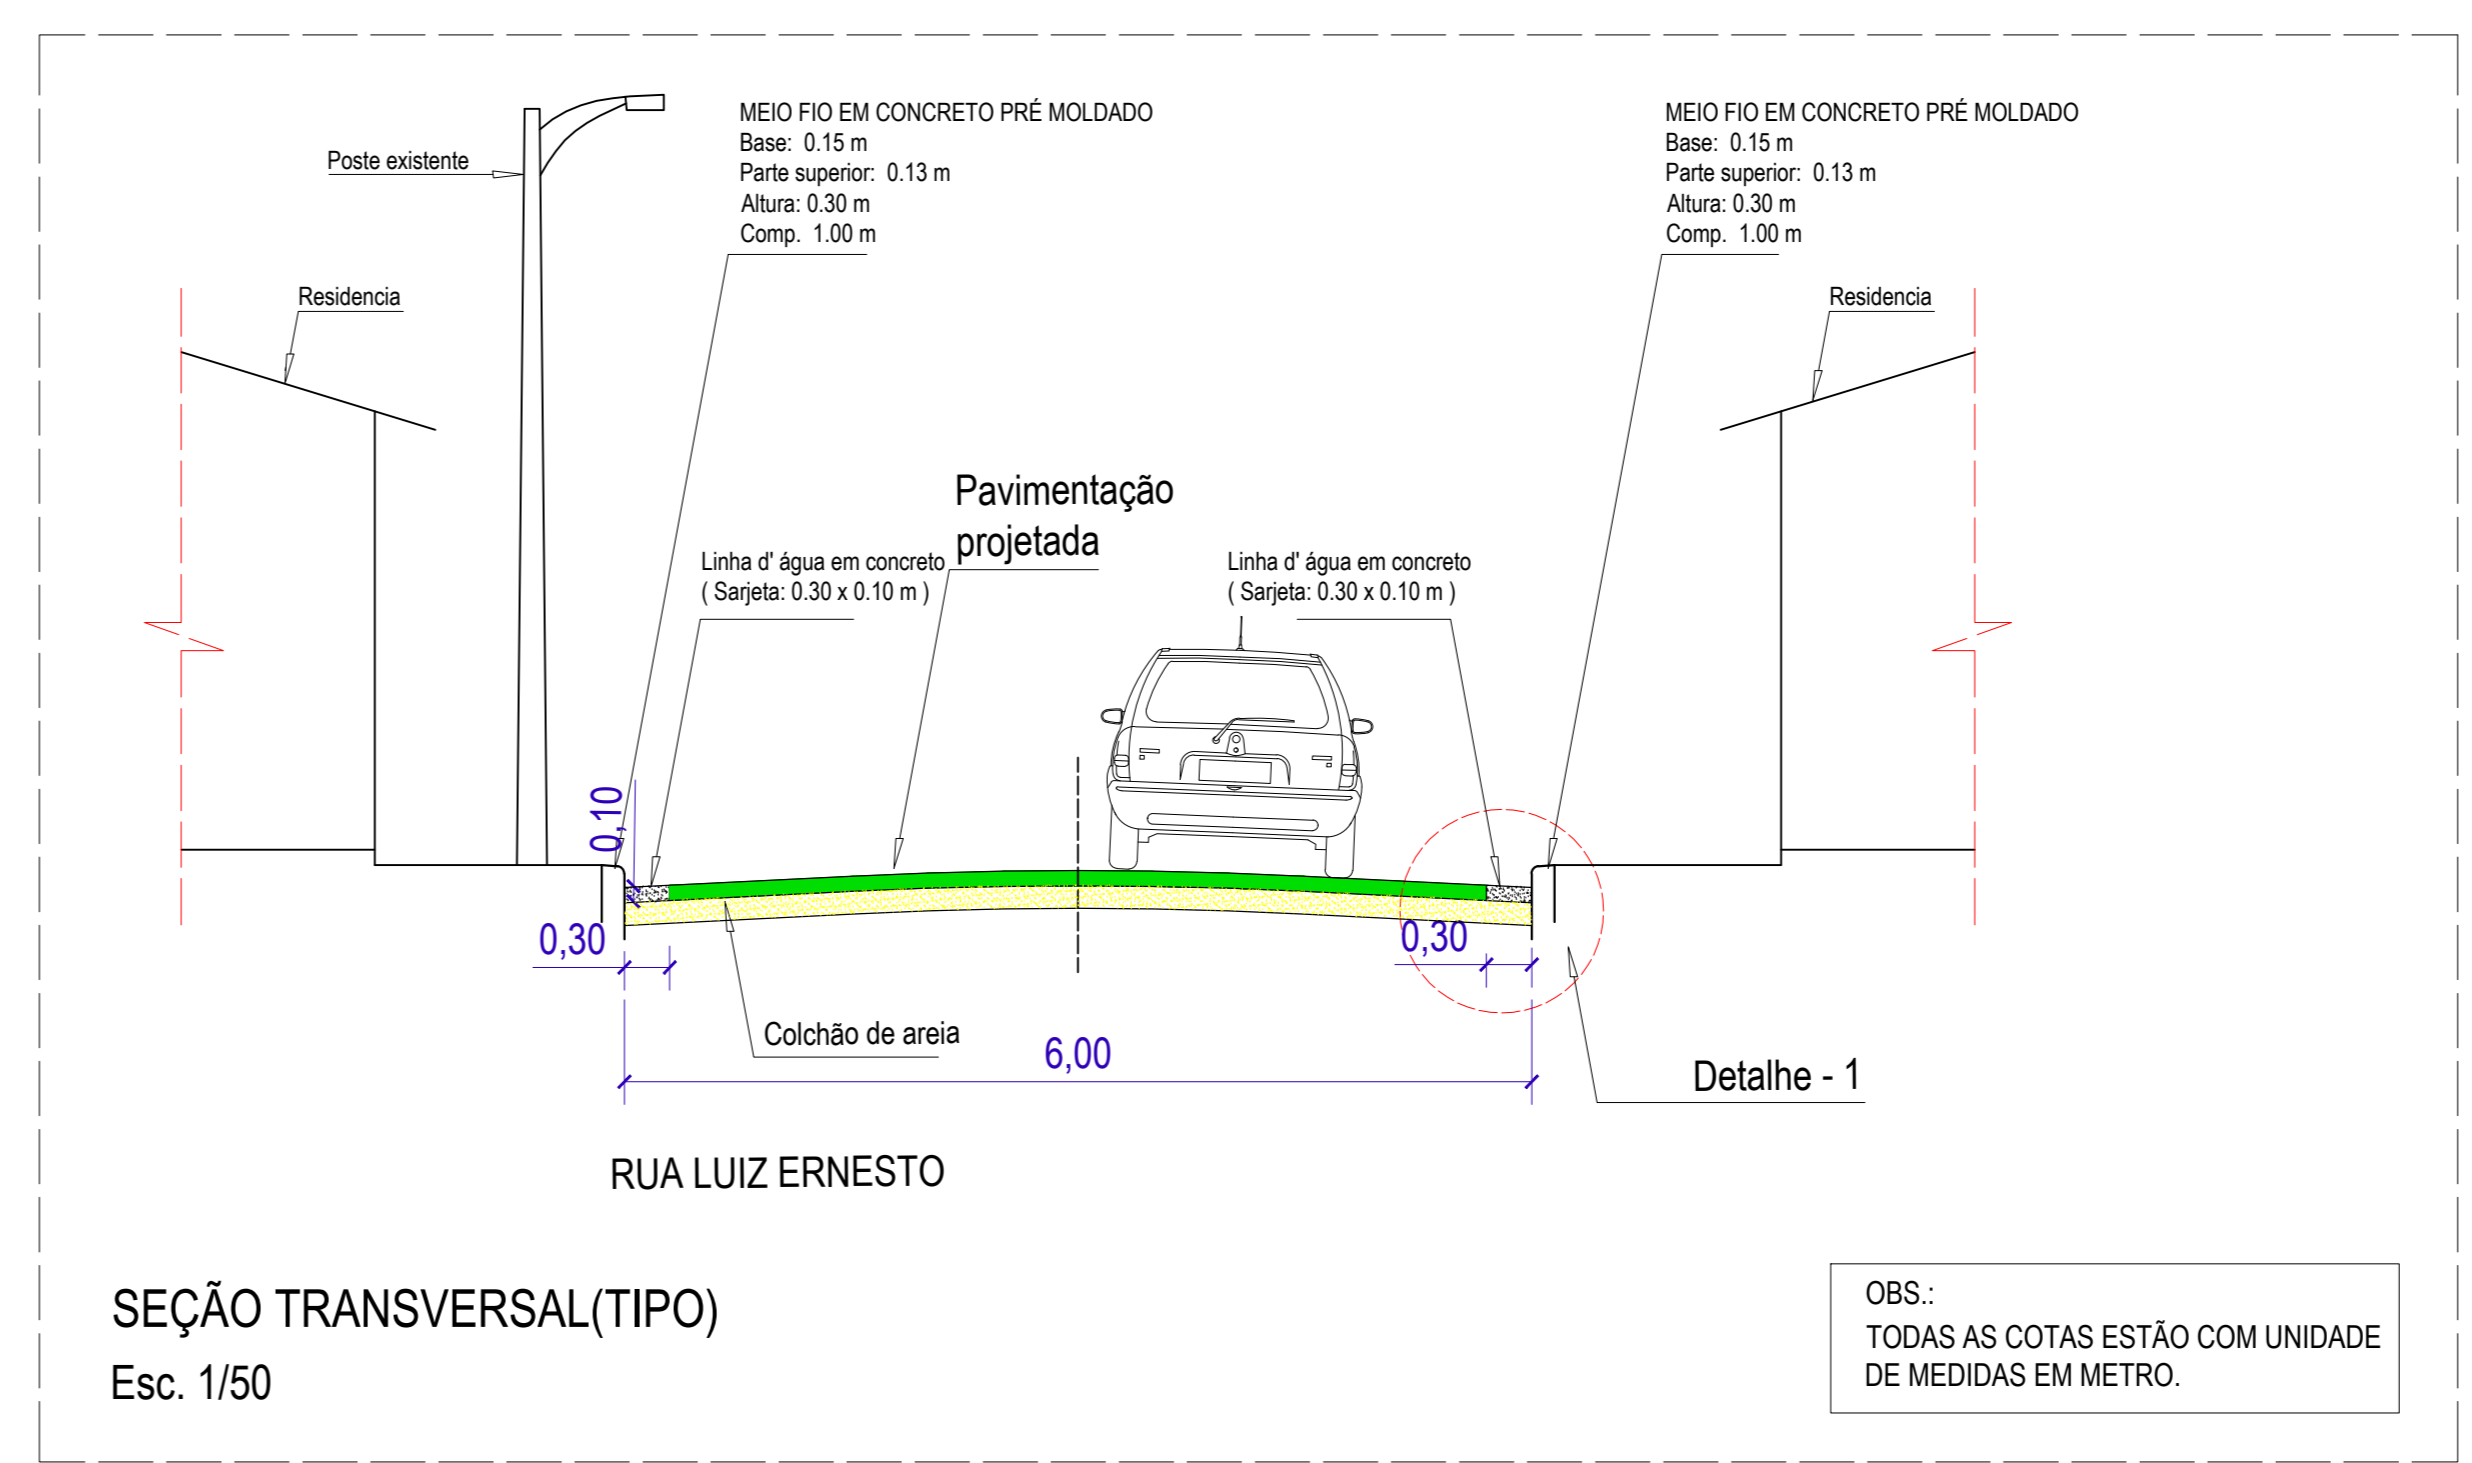 MEIO FIO EM CONCRETO PRÉ MOLDADO
Base: 0.15 m
Parte superior: 0.13 m
Altura: 0.30 m
Comp. 1.00 m
MEIO FIO EM CONCRETO PRÉ MOLDADO
Base: 0.15 m
Parte superior: 0.13 m
Altura: 0.30 m
Comp. 1.00 m
Poste existente
Residencia
Residencia
Pavimentação
projetada
Linha d' água em concreto
( Sarjeta: 0.30 x 0.10 m )
Linha d' água em concreto
( Sarjeta: 0.30 x 0.10 m )
0,10
0,30
0,30
Colchão de areia
6,00
Detalhe - 1
RUA LUIZ ERNESTO
SEÇÃO TRANSVERSAL(TIPO)
Esc. 1/50
OBS.:
TODAS AS COTAS ESTÃO COM UNIDADE
DE MEDIDAS EM METRO.